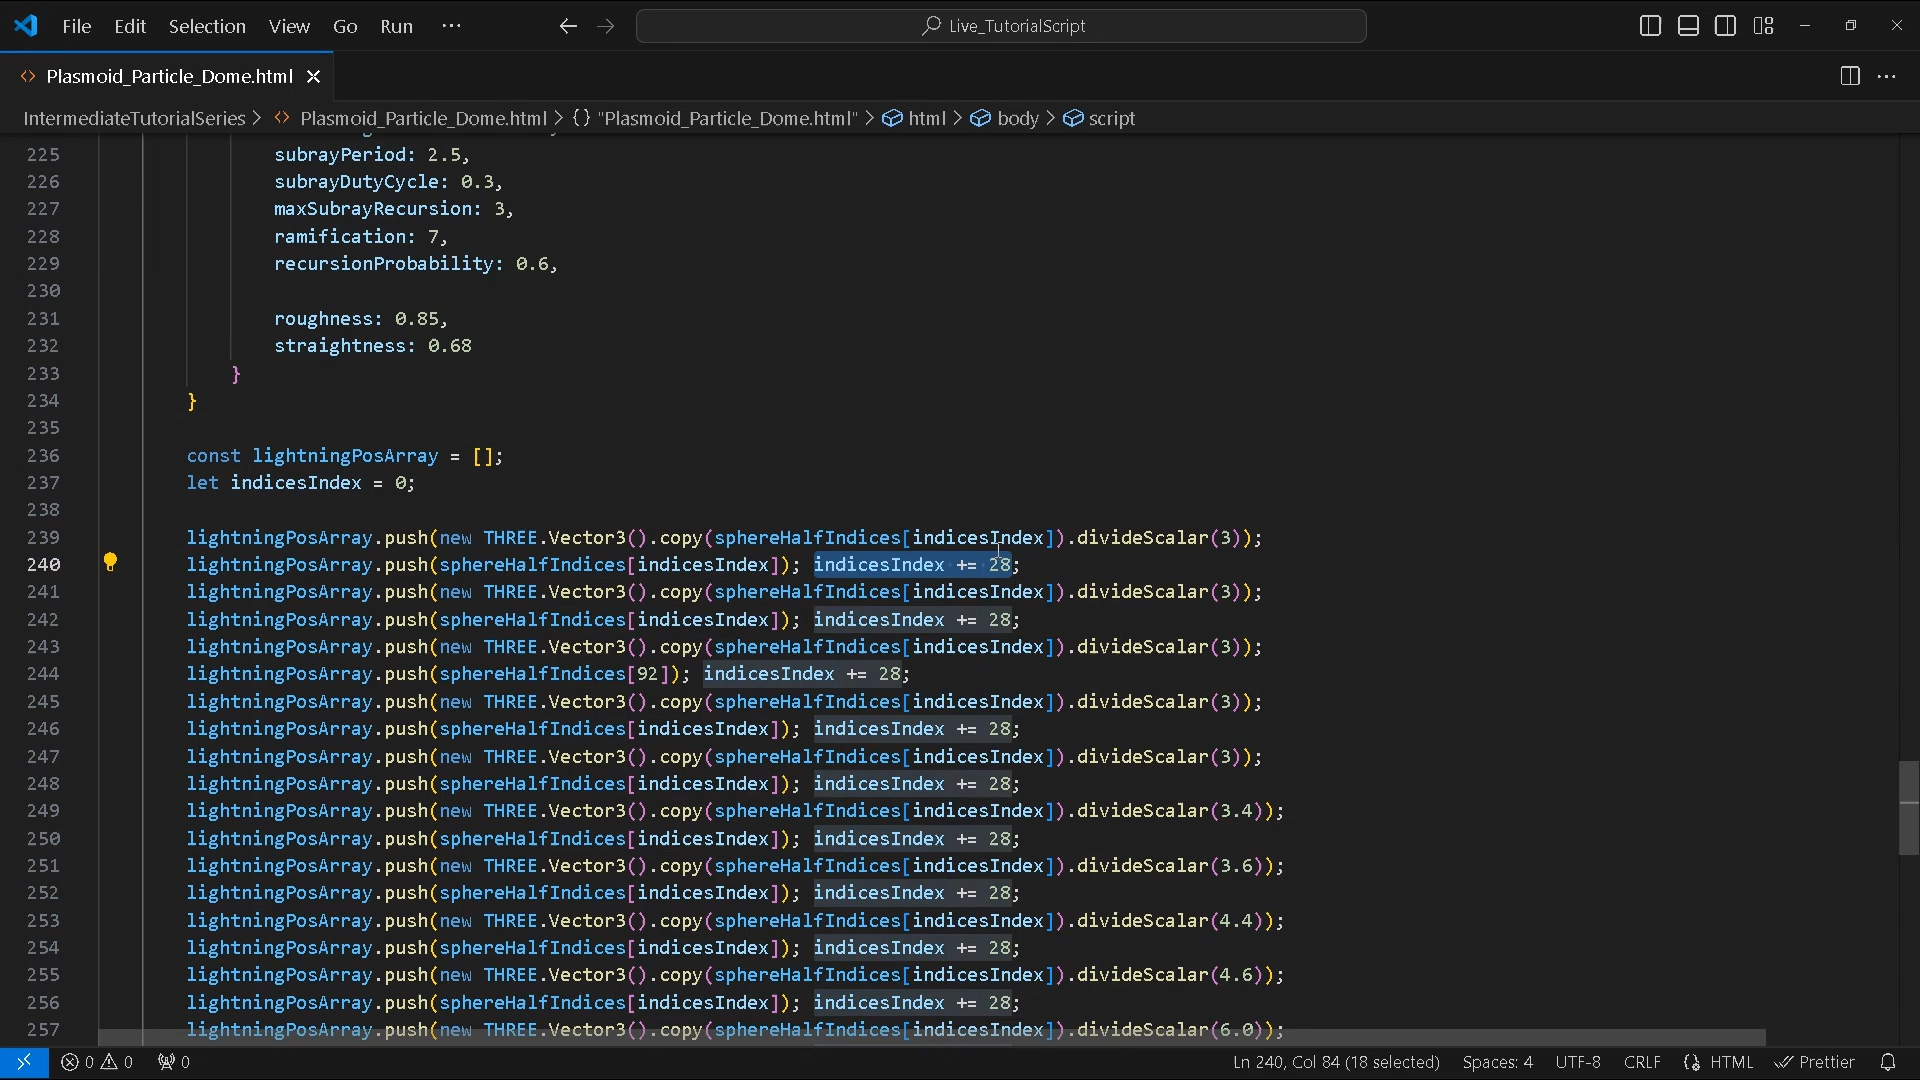 File Edit Selection View Go Run ··· Live_TutorialScript
Plasmoid_Particle_Dome.html
IntermediateTutorialSeries > Plasmoid_Particle_Dome.html > {} "Plasmoid_Particle_Dome.html" > html > body > script
225 subrayPeriod: 2.5,
226 subrayDutyCycle: 0.3,
227 maxSubrayRecursion: 3,
228 ramification: 7,
229 recursionProbability: 0.6,
230
231 roughness: 0.85,
232 straightness: 0.68
233 }
234 }
235
236 const lightningPosArray = [];
237 let indicesIndex = 0;
238
239 lightningPosArray.push(new THREE.Vector3().copy(sphereHalfIndices[indicesIndex]).divideScalar(3));
240 lightningPosArray.push(sphereHalfIndices[indicesIndex]); indicesIndex += 28;
241 lightningPosArray.push(new THREE.Vector3().copy(sphereHalfIndices[indicesIndex]).divideScalar(3));
242 lightningPosArray.push(sphereHalfIndices[indicesIndex]); indicesIndex += 28;
243 lightningPosArray.push(new THREE.Vector3().copy(sphereHalfIndices[indicesIndex]).divideScalar(3));
244 lightningPosArray.push(sphereHalfIndices[92]); indicesIndex += 28;
245 lightningPosArray.push(new THREE.Vector3().copy(sphereHalfIndices[indicesIndex]).divideScalar(3));
246 lightningPosArray.push(sphereHalfIndices[indicesIndex]); indicesIndex += 28;
247 lightningPosArray.push(new THREE.Vector3().copy(sphereHalfIndices[indicesIndex]).divideScalar(3));
248 lightningPosArray.push(sphereHalfIndices[indicesIndex]); indicesIndex += 28;
249 lightningPosArray.push(new THREE.Vector3().copy(sphereHalfIndices[indicesIndex]).divideScalar(3.4));
250 lightningPosArray.push(sphereHalfIndices[indicesIndex]); indicesIndex += 28;
251 lightningPosArray.push(new THREE.Vector3().copy(sphereHalfIndices[indicesIndex]).divideScalar(3.6));
252 lightningPosArray.push(sphereHalfIndices[indicesIndex]); indicesIndex += 28;
253 lightningPosArray.push(new THREE.Vector3().copy(sphereHalfIndices[indicesIndex]).divideScalar(4.4));
254 lightningPosArray.push(sphereHalfIndices[indicesIndex]); indicesIndex += 28;
255 lightningPosArray.push(new THREE.Vector3().copy(sphereHalfIndices[indicesIndex]).divideScalar(4.6));
256 lightningPosArray.push(sphereHalfIndices[indicesIndex]); indicesIndex += 28;
257 lightningPosArray.push(new THREE.Vector3().copy(sphereHalfIndices[indicesIndex]).divideScalar(6.0));
0 0 0 Ln 240, Col 84 (18 selected) Spaces: 4 UTF-8 CRLF {} HTML Prettier